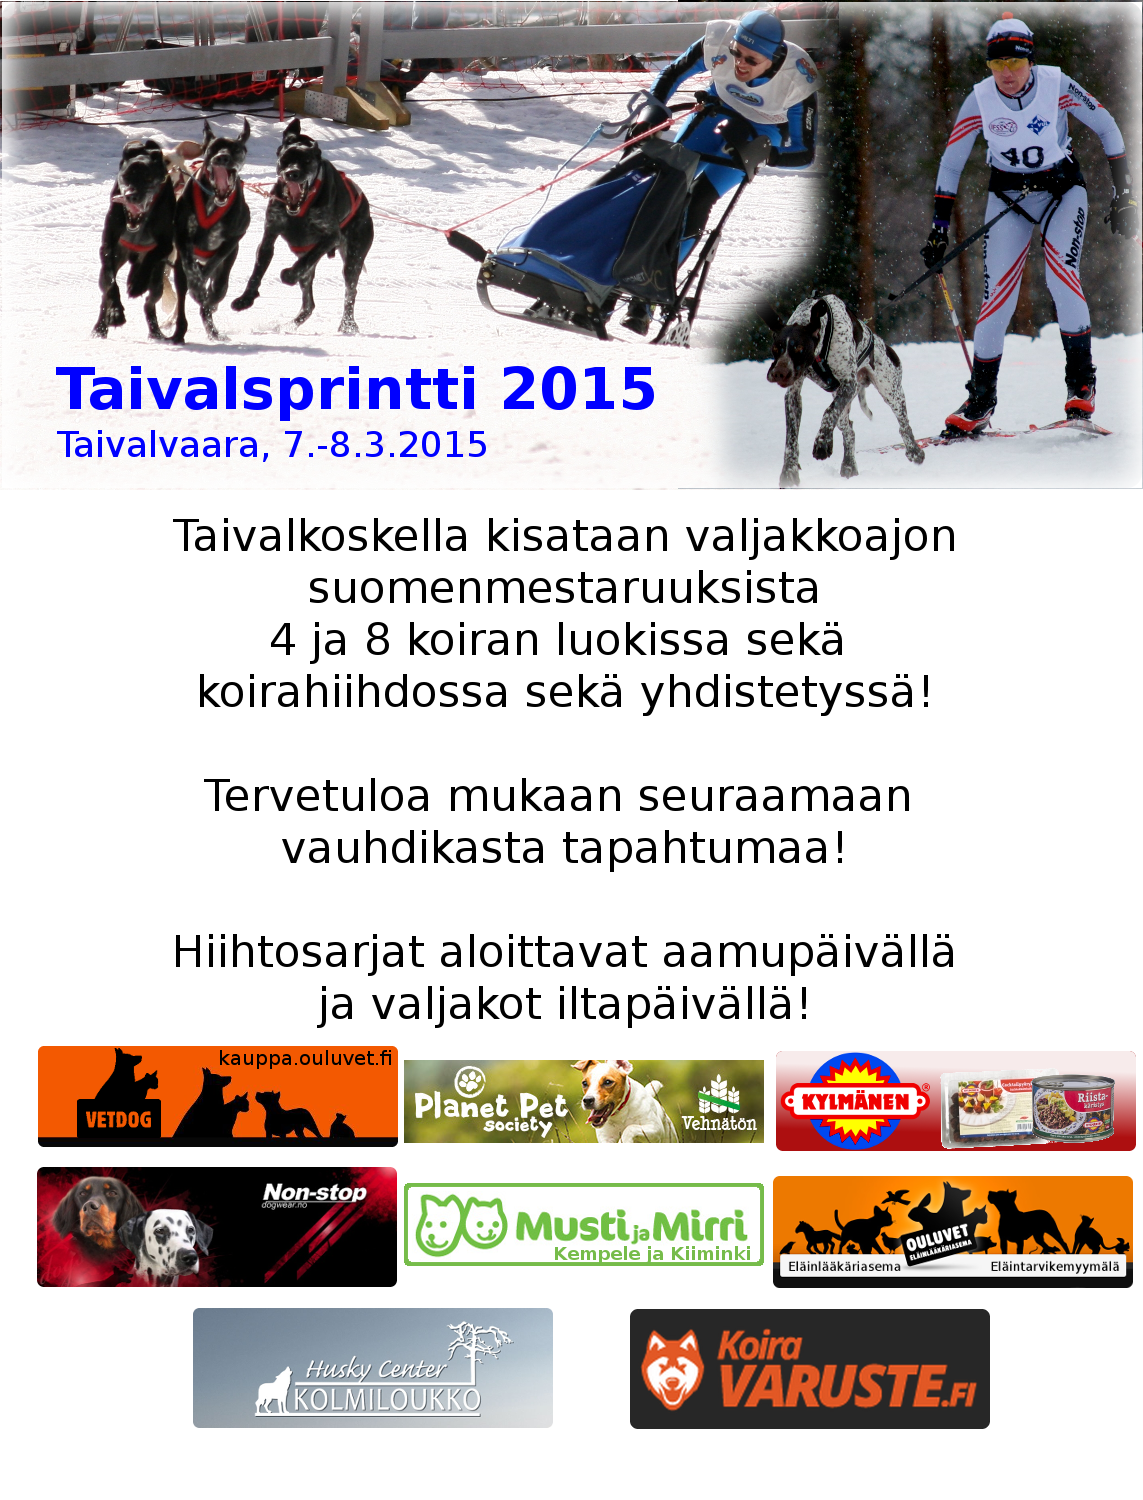 Non-stop
40
Non-stop
Taivalsprintti 2015
Taivalvaara, 7.-8.3.2015
Taivalkoskella kisataan valjakkoajon
suomenmestaruuksista
4 ja 8 koiran luokissa sekä
koirahiihdossa sekä yhdistetyssä!
Tervetuloa mukaan seuraamaan
vauhdikasta tapahtumaa!
Hiihtosarjat aloittavat aamupäivällä
ja valjakot iltapäivällä!
kauppa.ouluvet.fi
VETDOG
Planet Pet
society
Vehnätön
KYLMÄNEN
Riista-
käristys
Non-stop
dogwear.no
Musti ja Mirri
Kempele ja Kiiminki
OULUVET
ELÄINLÄÄKÄRIASEMA
Eläinlääkäriasema
Eläintarvikemyymälä
Husky Center
KOLMILOUKKO
Koira
VARUSTE.FI